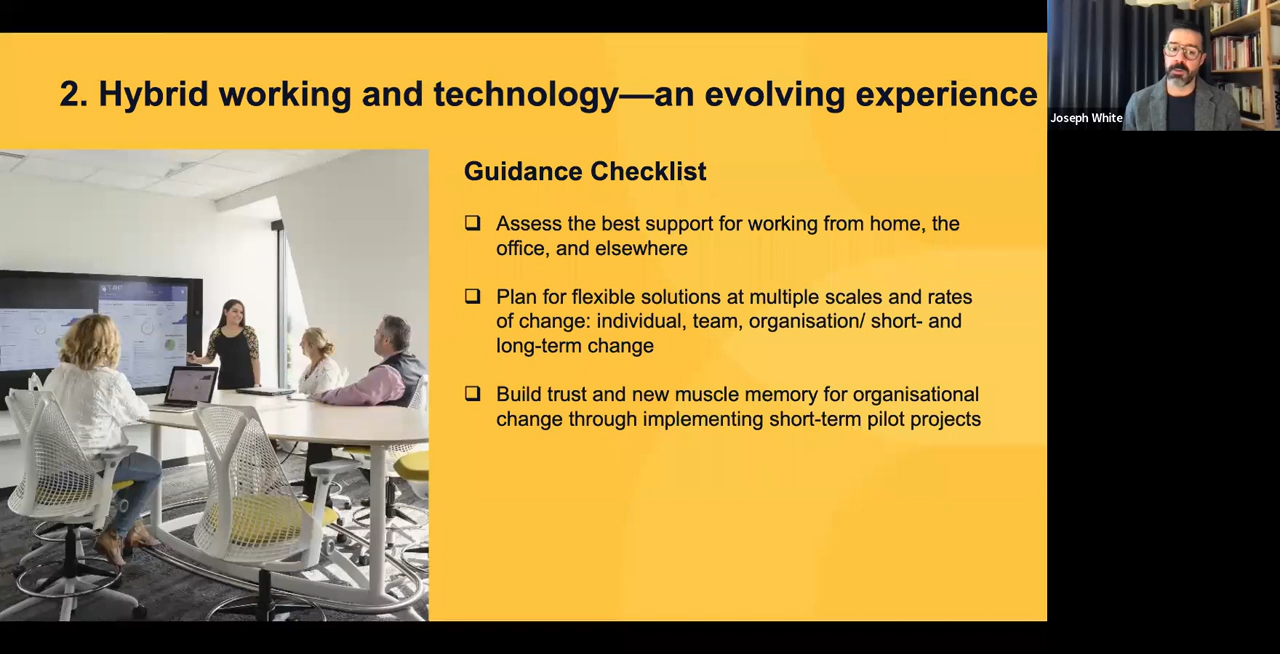 2. Hybrid working and technology—an evolving experience
Joseph White
Guidance Checklist
❑ Assess the best support for working from home, the
office, and elsewhere
❑ Plan for flexible solutions at multiple scales and rates
of change: individual, team, organisation/ short- and
long-term change
❑ Build trust and new muscle memory for organisational
change through implementing short-term pilot projects